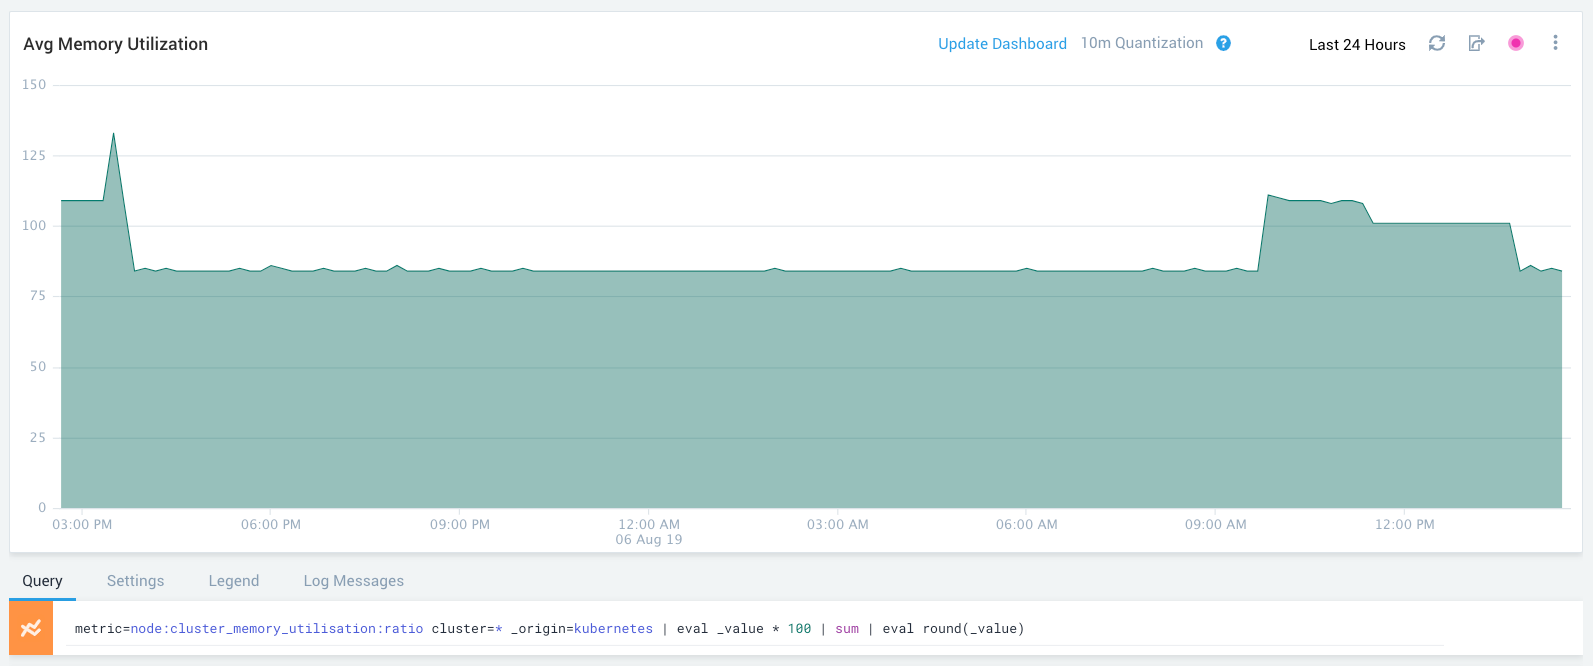 Avg Memory Utilization
Update Dashboard 10m Quantization ? Last 24 Hours
150
125
100
75
50
25
0
03:00 PM 06:00 PM 09:00 PM 12:00 AM 03:00 AM 06:00 AM 09:00 AM 12:00 PM
06 Aug 19
Query Settings Legend Log Messages
metric=node:cluster_memory_utilisation:ratio cluster=* _origin=kubernetes | eval _value * 100 | sum | eval round(_value)